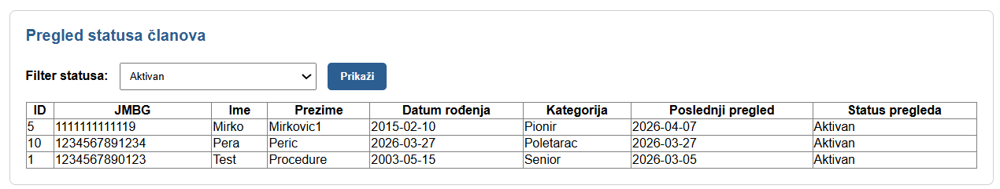 Pregled statusa članova
Filter statusa: Aktivan Prikaži
ID JMBG Ime Prezime Datum rođenja Kategorija Poslednji pregled Status pregleda
5 1111111111119 Mirko Mirkovic1 2015-02-10 Pionir 2026-04-07 Aktivan
10 1234567891234 Pera Peric 2026-03-27 Poletarac 2026-03-27 Aktivan
1 1234567890123 Test Procedure 2003-05-15 Senior 2026-03-05 Aktivan